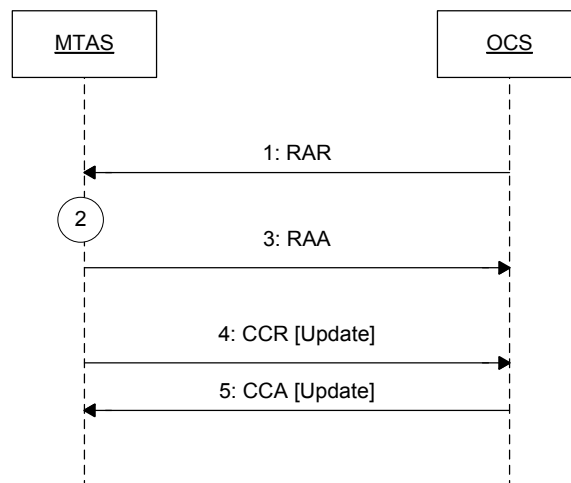 MTAS
OCS
1: RAR
2
3: RAA
4: CCR [Update]
5: CCA [Update]